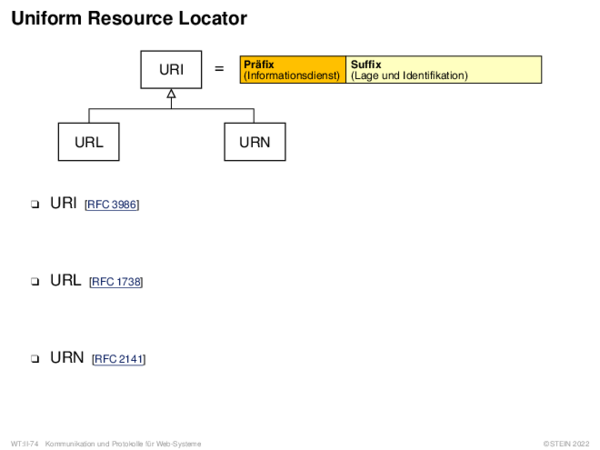 Uniform Resource Locator
URI = Präfix Suffix
(Informationsdienst) (Lage und Identifikation)
URL URN
❑ URI [RFC 3986]
❑ URL [RFC 1738]
❑ URN [RFC 2141]
WT:II-74 Kommunikation und Protokolle für Web-Systeme ©STEIN 2022